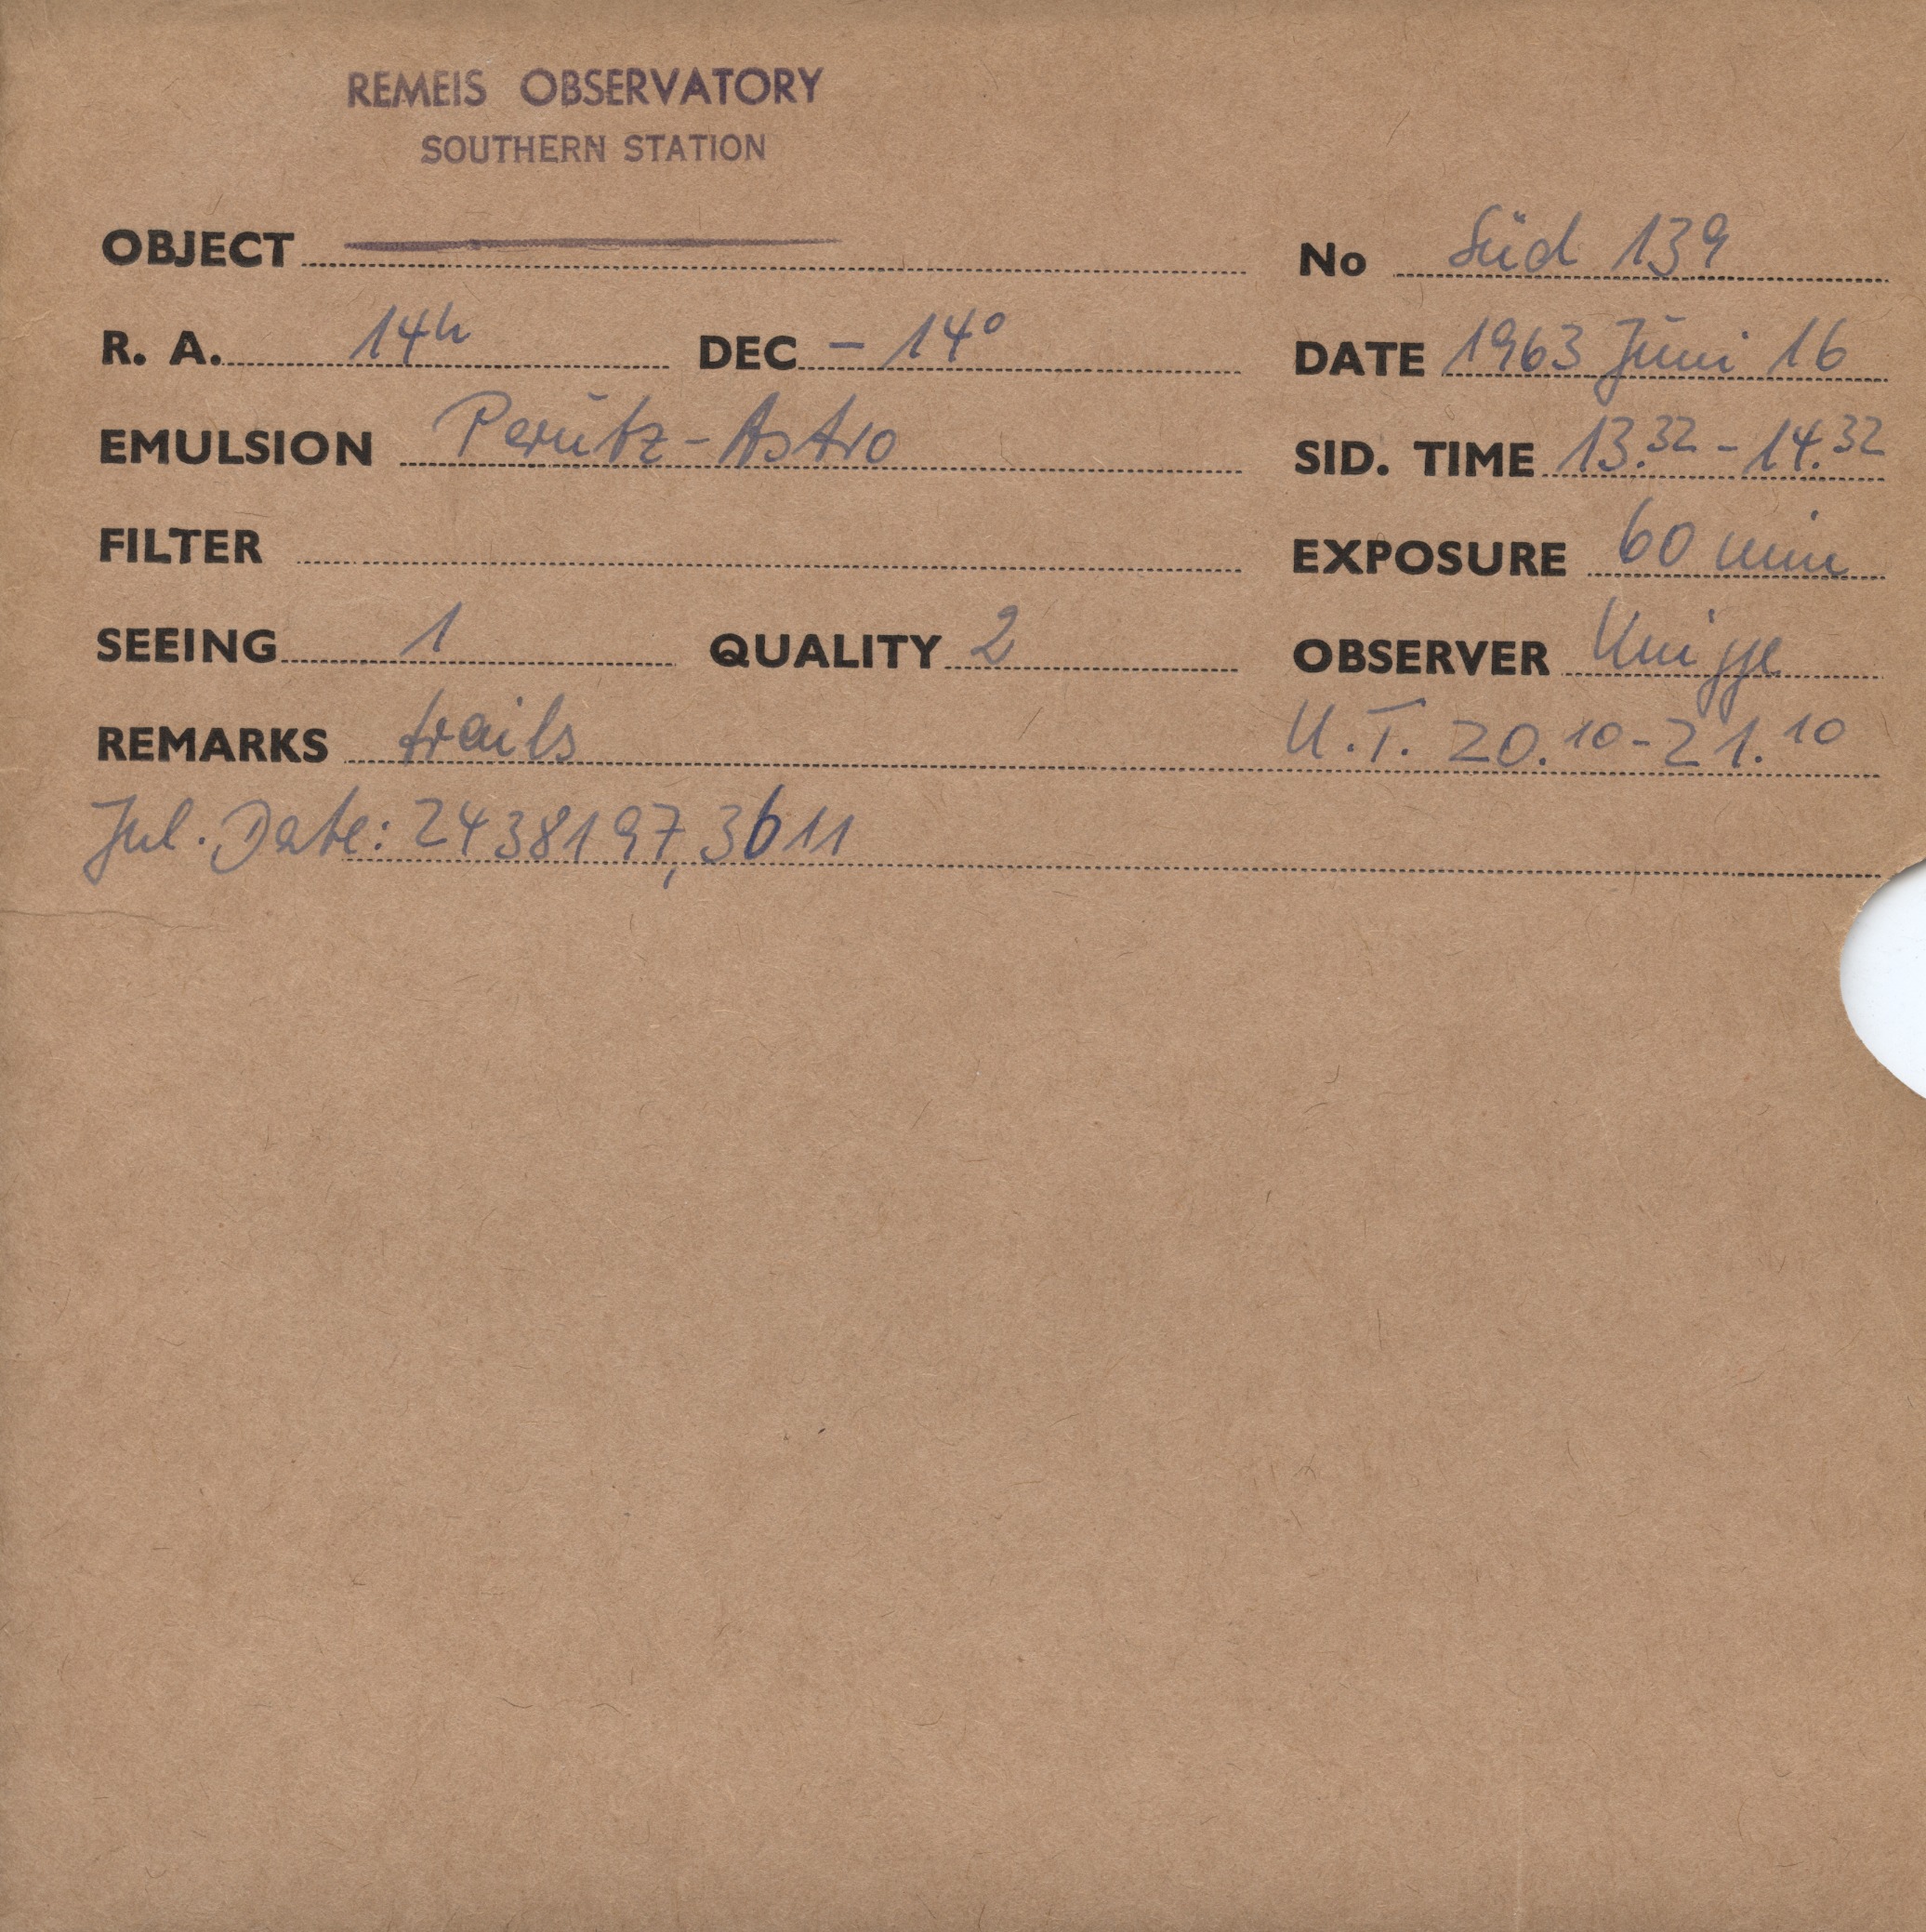 REMEIS OBSERVATORY
SOUTHERN STATION
OBJECT No Süd 139
R. A. 14h DEC – 14° DATE 1963 Juni 16
EMULSION Perutz-Astro SID. TIME 13.32 - 14.32
FILTER EXPOSURE 60 min
SEEING 1 QUALITY 2 OBSERVER Knigge
REMARKS trails U.T. 20.10-21.10
Jul. Date: 2438197,3611